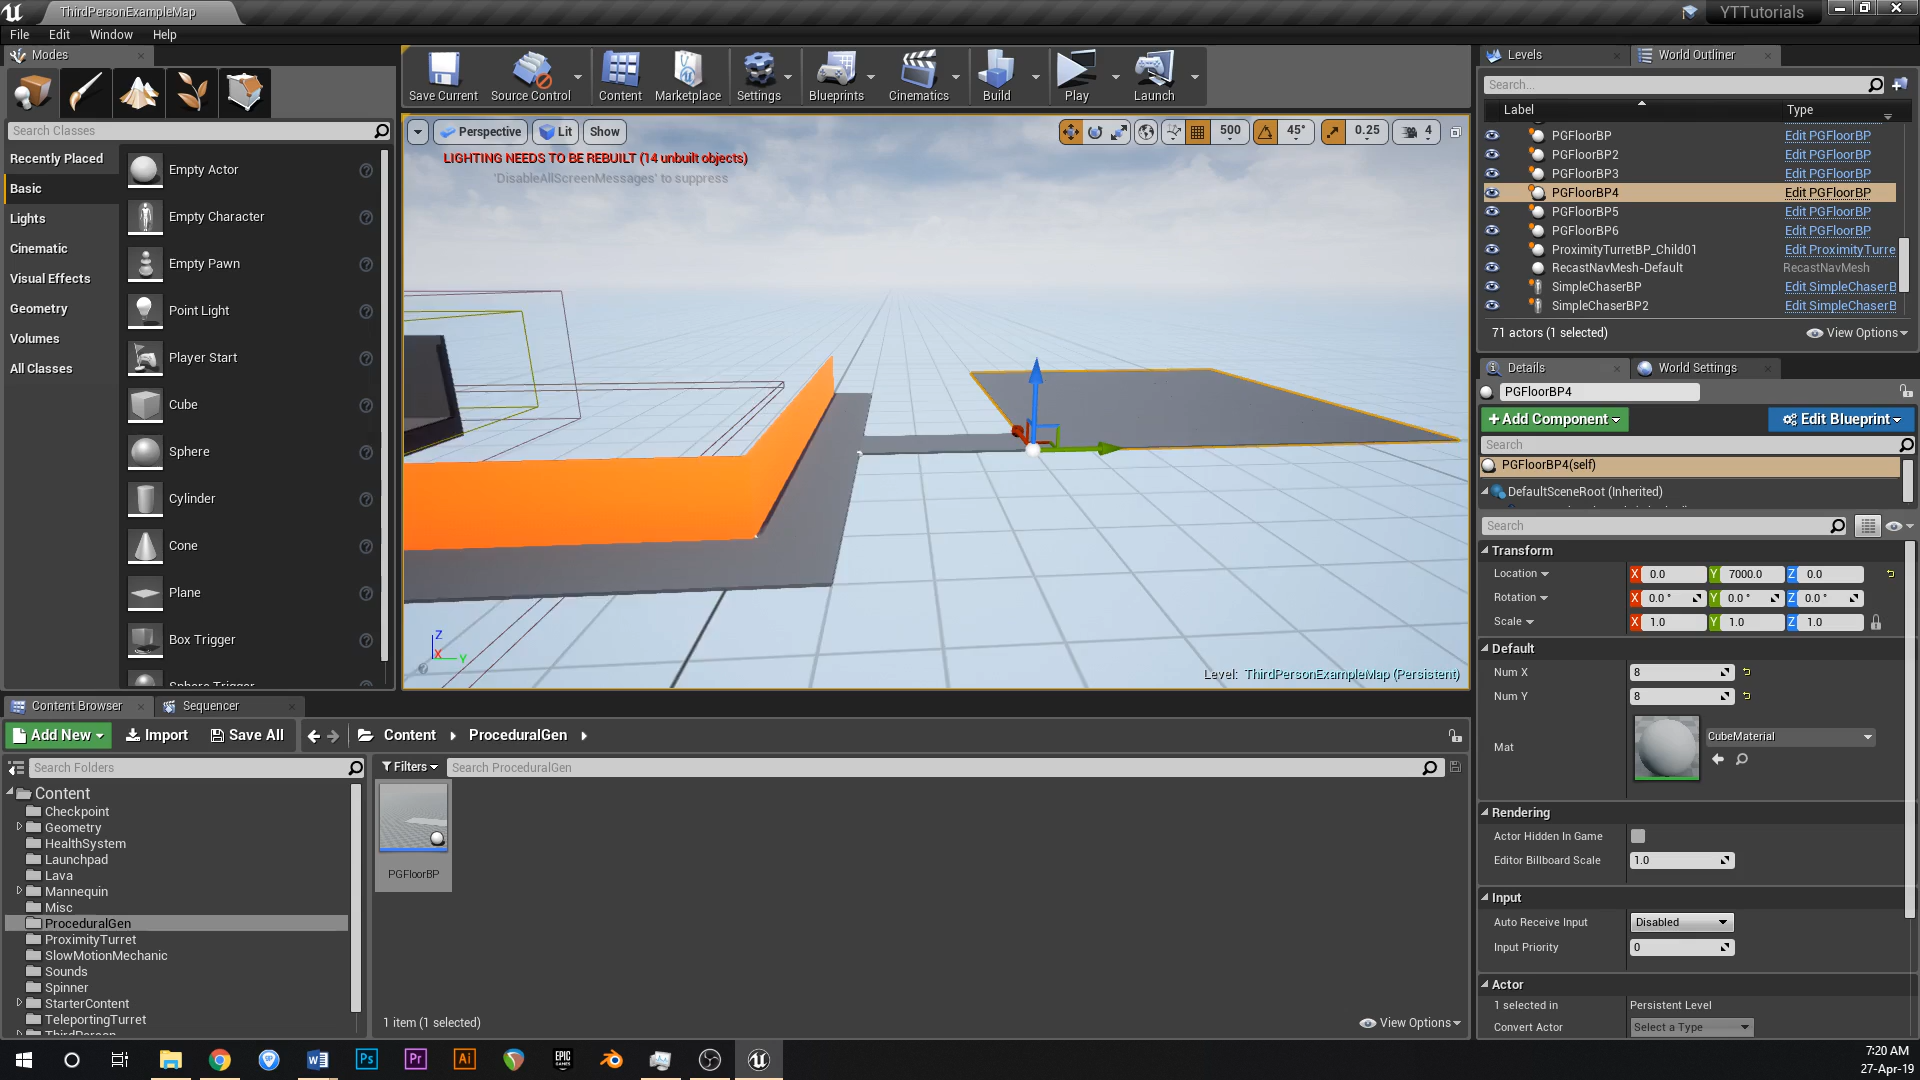 ThirdPersonExampleMap
YTTutorials
File Edit Window Help
Modes
Search Classes
Recently Placed
Basic
Lights
Cinematic
Visual Effects
Geometry
Volumes
All Classes
Empty Actor
Empty Character
Empty Pawn
Point Light
Player Start
Cube
Sphere
Cylinder
Cone
Plane
Box Trigger
Sphere Trigger
Save Current Source Control Content Marketplace Settings Blueprints Cinematics Build Play Launch
Perspective Lit Show 500 45° 0.25 4
LIGHTING NEEDS TO BE REBUILT (14 unbuilt objects)
'DisableAllScreenMessages' to suppress
Z
X Y
Level: ThirdPersonExampleMap (Persistent)
Levels World Outliner
Search...
Label Type
PGFloorBP Edit PGFloorBP
PGFloorBP2 Edit PGFloorBP
PGFloorBP3 Edit PGFloorBP
PGFloorBP4 Edit PGFloorBP
PGFloorBP5 Edit PGFloorBP
PGFloorBP6 Edit PGFloorBP
ProximityTurretBP_Child01 Edit ProximityTurre
RecastNavMesh-Default RecastNavMesh
SimpleChaserBP Edit SimpleChaserB
SimpleChaserBP2 Edit SimpleChaserB
71 actors (1 selected) View Options
Details World Settings
PGFloorBP4
+Add Component Edit Blueprint
Search
PGFloorBP4(self)
DefaultSceneRoot (Inherited)
Search
Transform
Location X 0.0 Y 7000.0 Z 0.0
Rotation X 0.0 ° Y 0.0 ° Z 0.0 °
Scale X 1.0 Y 1.0 Z 1.0
Default
Num X 8
Num Y 8
Mat CubeMaterial
Rendering
Actor Hidden In Game
Editor Billboard Scale 1.0
Input
Auto Receive Input Disabled
Input Priority 0
Actor
1 selected in Persistent Level
Convert Actor Select a Type
Content Browser Sequencer
Add New Import Save All Content ProceduralGen
Search Folders
Filters Search ProceduralGen
Content
Checkpoint
Geometry
HealthSystem
Launchpad
Lava
Mannequin
Misc
ProceduralGen
ProximityTurret
SlowMotionMechanic
Sounds
Spinner
StarterContent
TeleportingTurret
ThirdPerson
PGFloorBP
1 item (1 selected) View Options
Ps Pr Ai EPIC GAMES
7:20 AM
27-Apr-19